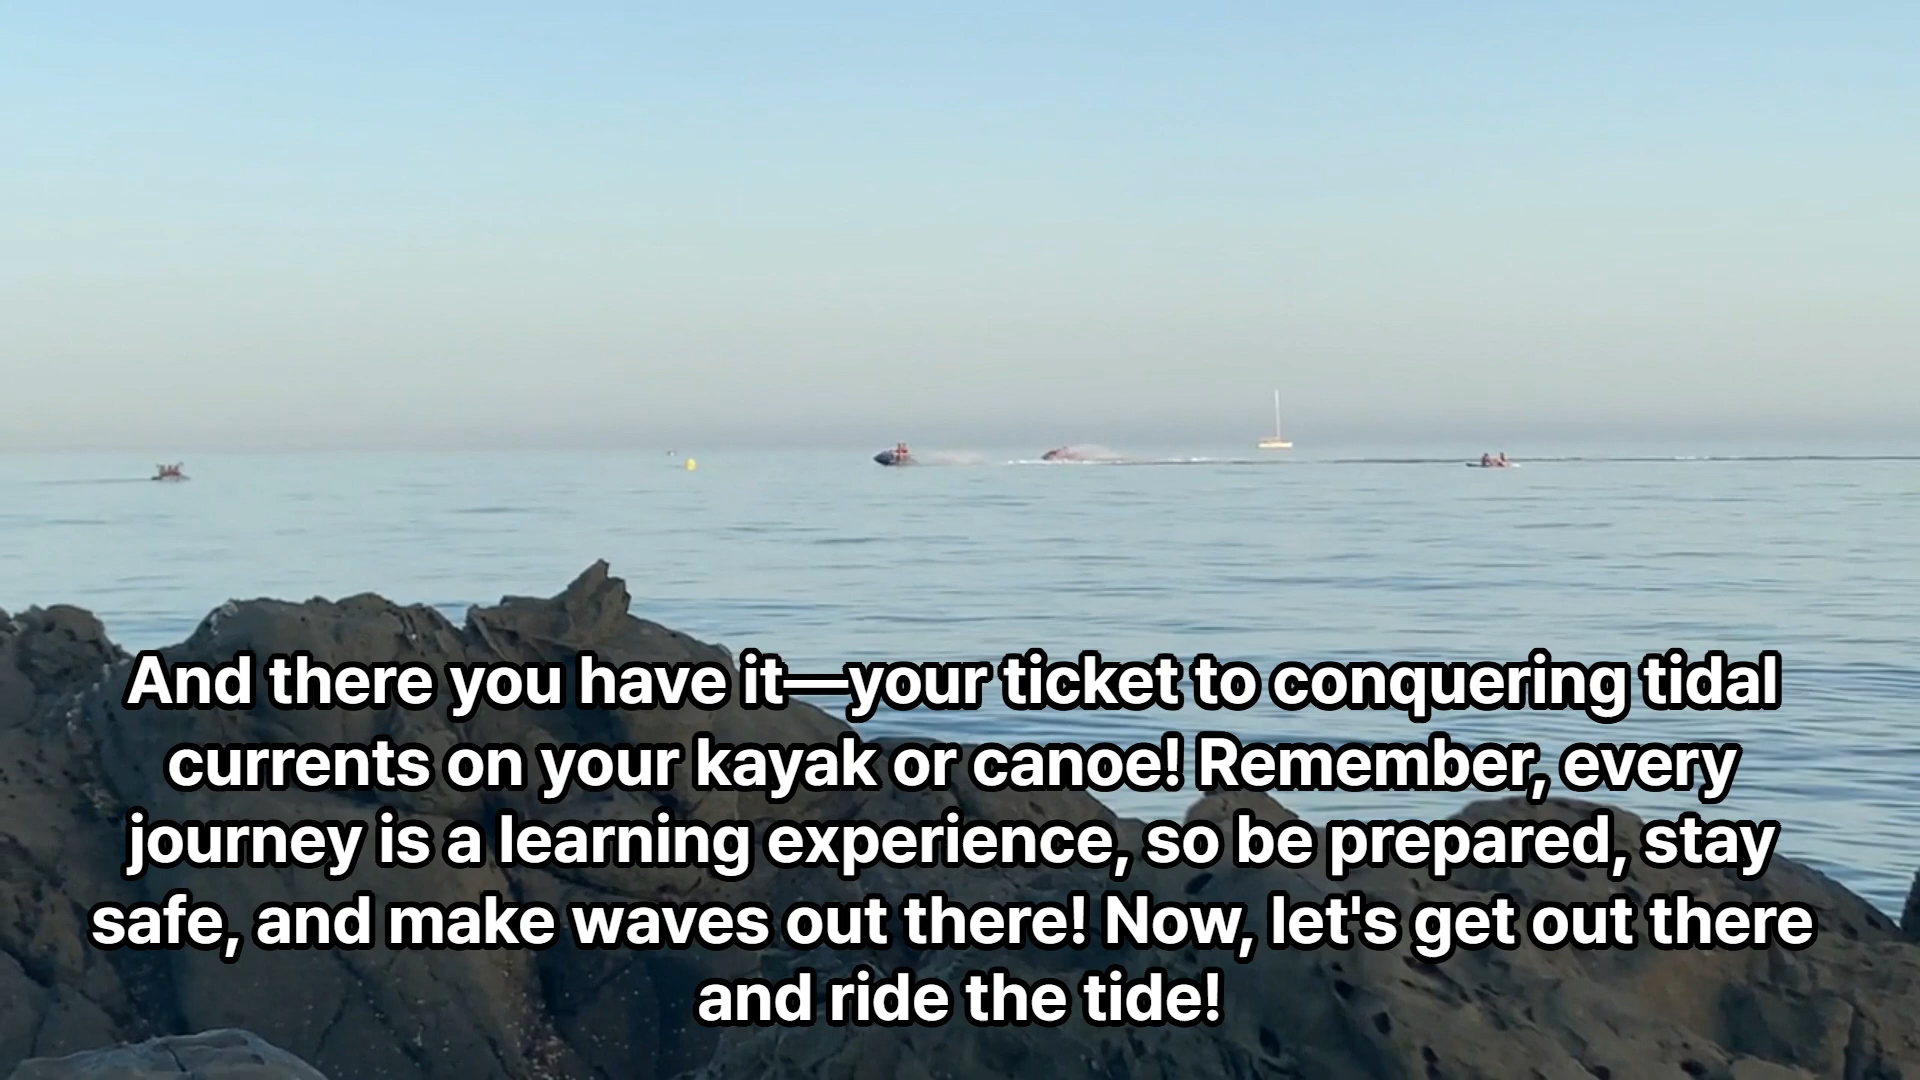 And there you have it—your ticket to conquering tidal
currents on your kayak or canoe! Remember, every
journey is a learning experience, so be prepared, stay
safe, and make waves out there! Now, let's get out there
and ride the tide!